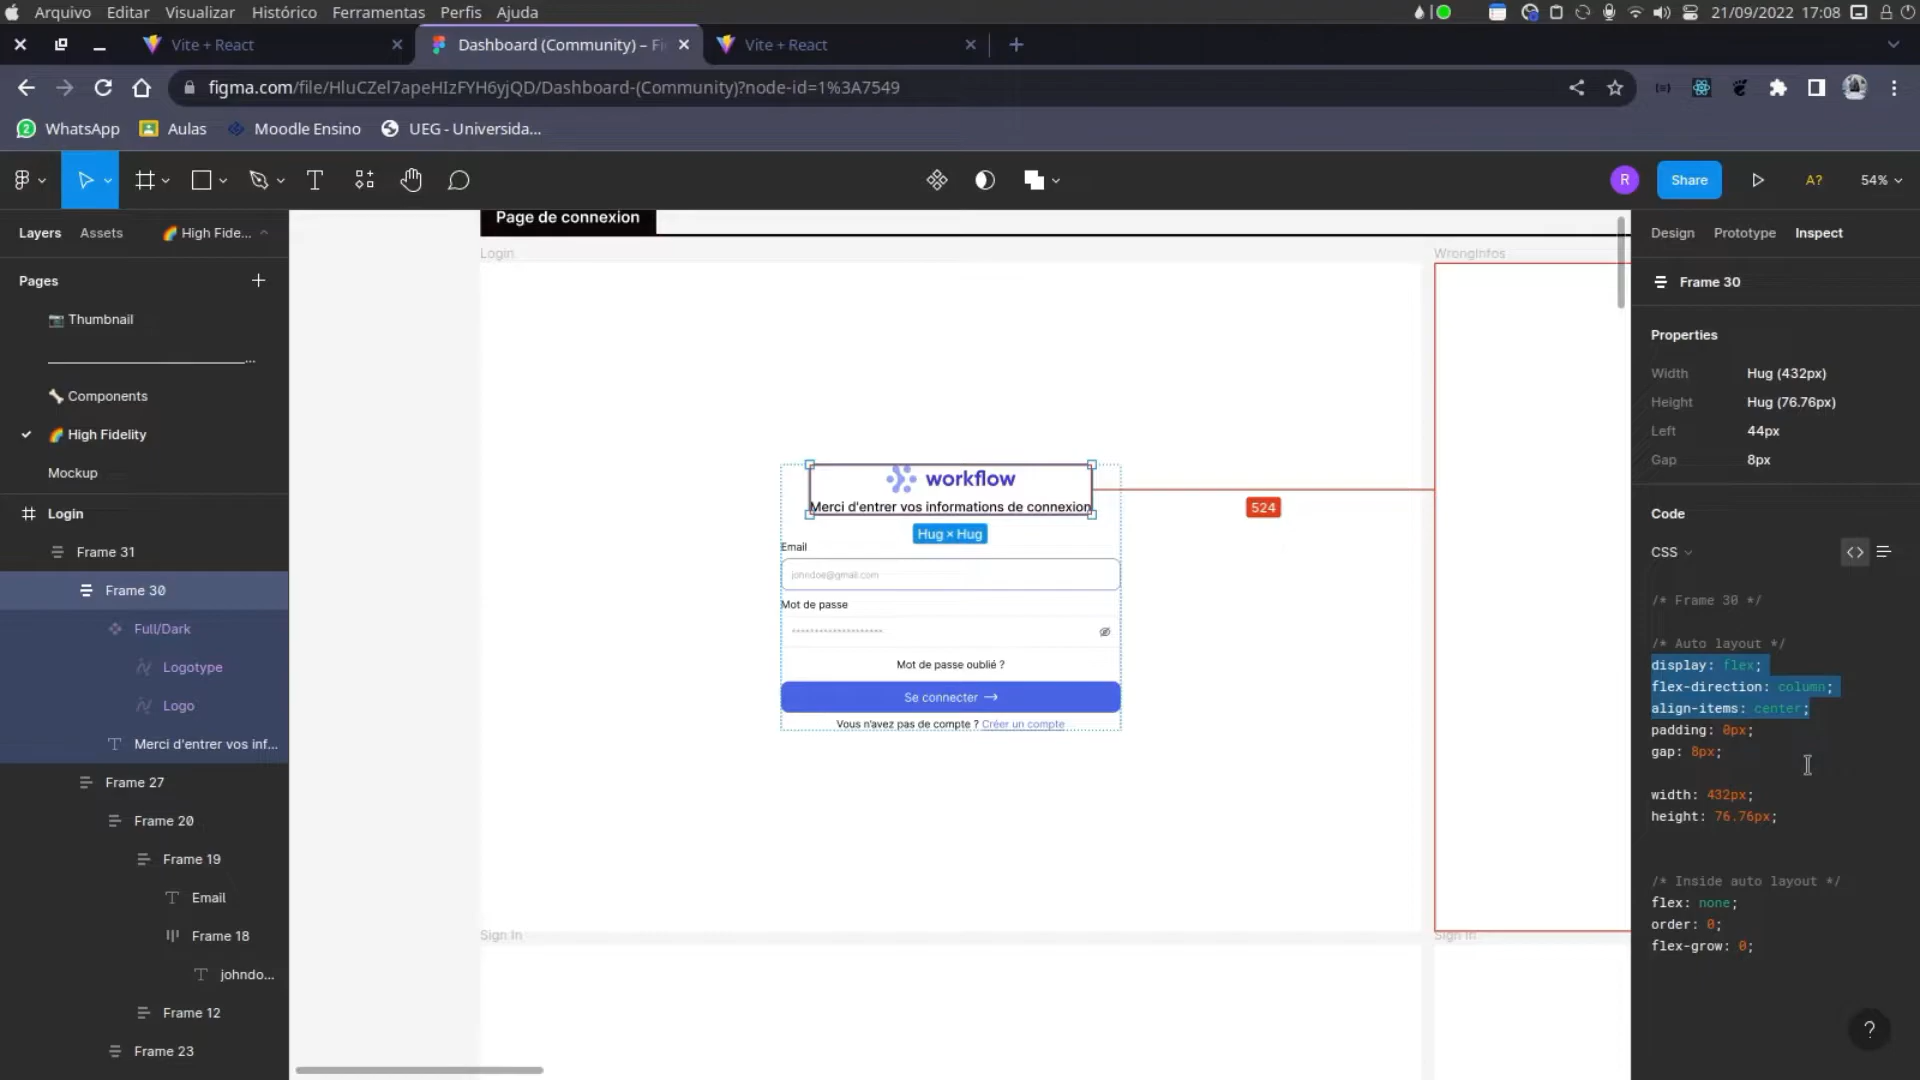 Arquivo Editar Visualizar Histórico Ferramentas Perfis Ajuda
21/09/2022 17:08
Vite + React
Dashboard (Community) – Fi
Vite + React
figma.com/file/HluCZel7apeHIzFYH6yjQD/Dashboard-(Community)?node-id=1%3A7549
WhatsApp
Aulas
Moodle Ensino
UEG - Universida...
R
Share
A?
54%
Layers Assets High Fide...
Pages
Thumbnail
Components
High Fidelity
Mockup
Login
Frame 31
Frame 30
Full/Dark
Logotype
Logo
Merci d'entrer vos inf...
Frame 27
Frame 20
Frame 19
Email
Frame 18
johndo...
Frame 12
Frame 23
Page de connexion
Login
WrongInfos
workflow
Merci d'entrer vos informations de connexion
Hug × Hug
524
Email
johndoe@gmail.com
Mot de passe
********************
Mot de passe oublié ?
Se connecter →
Vous n'avez pas de compte ? Créer un compte
Sign In
Sign In
Design Prototype Inspect
Frame 30
Properties
Width Hug (432px)
Height Hug (76.76px)
Left 44px
Gap 8px
Code
CSS
/* Frame 30 */
/* Auto layout */
display: flex;
flex-direction: column;
align-items: center;
padding: 0px;
gap: 8px;
width: 432px;
height: 76.76px;
/* Inside auto layout */
flex: none;
order: 0;
flex-grow: 0;
?